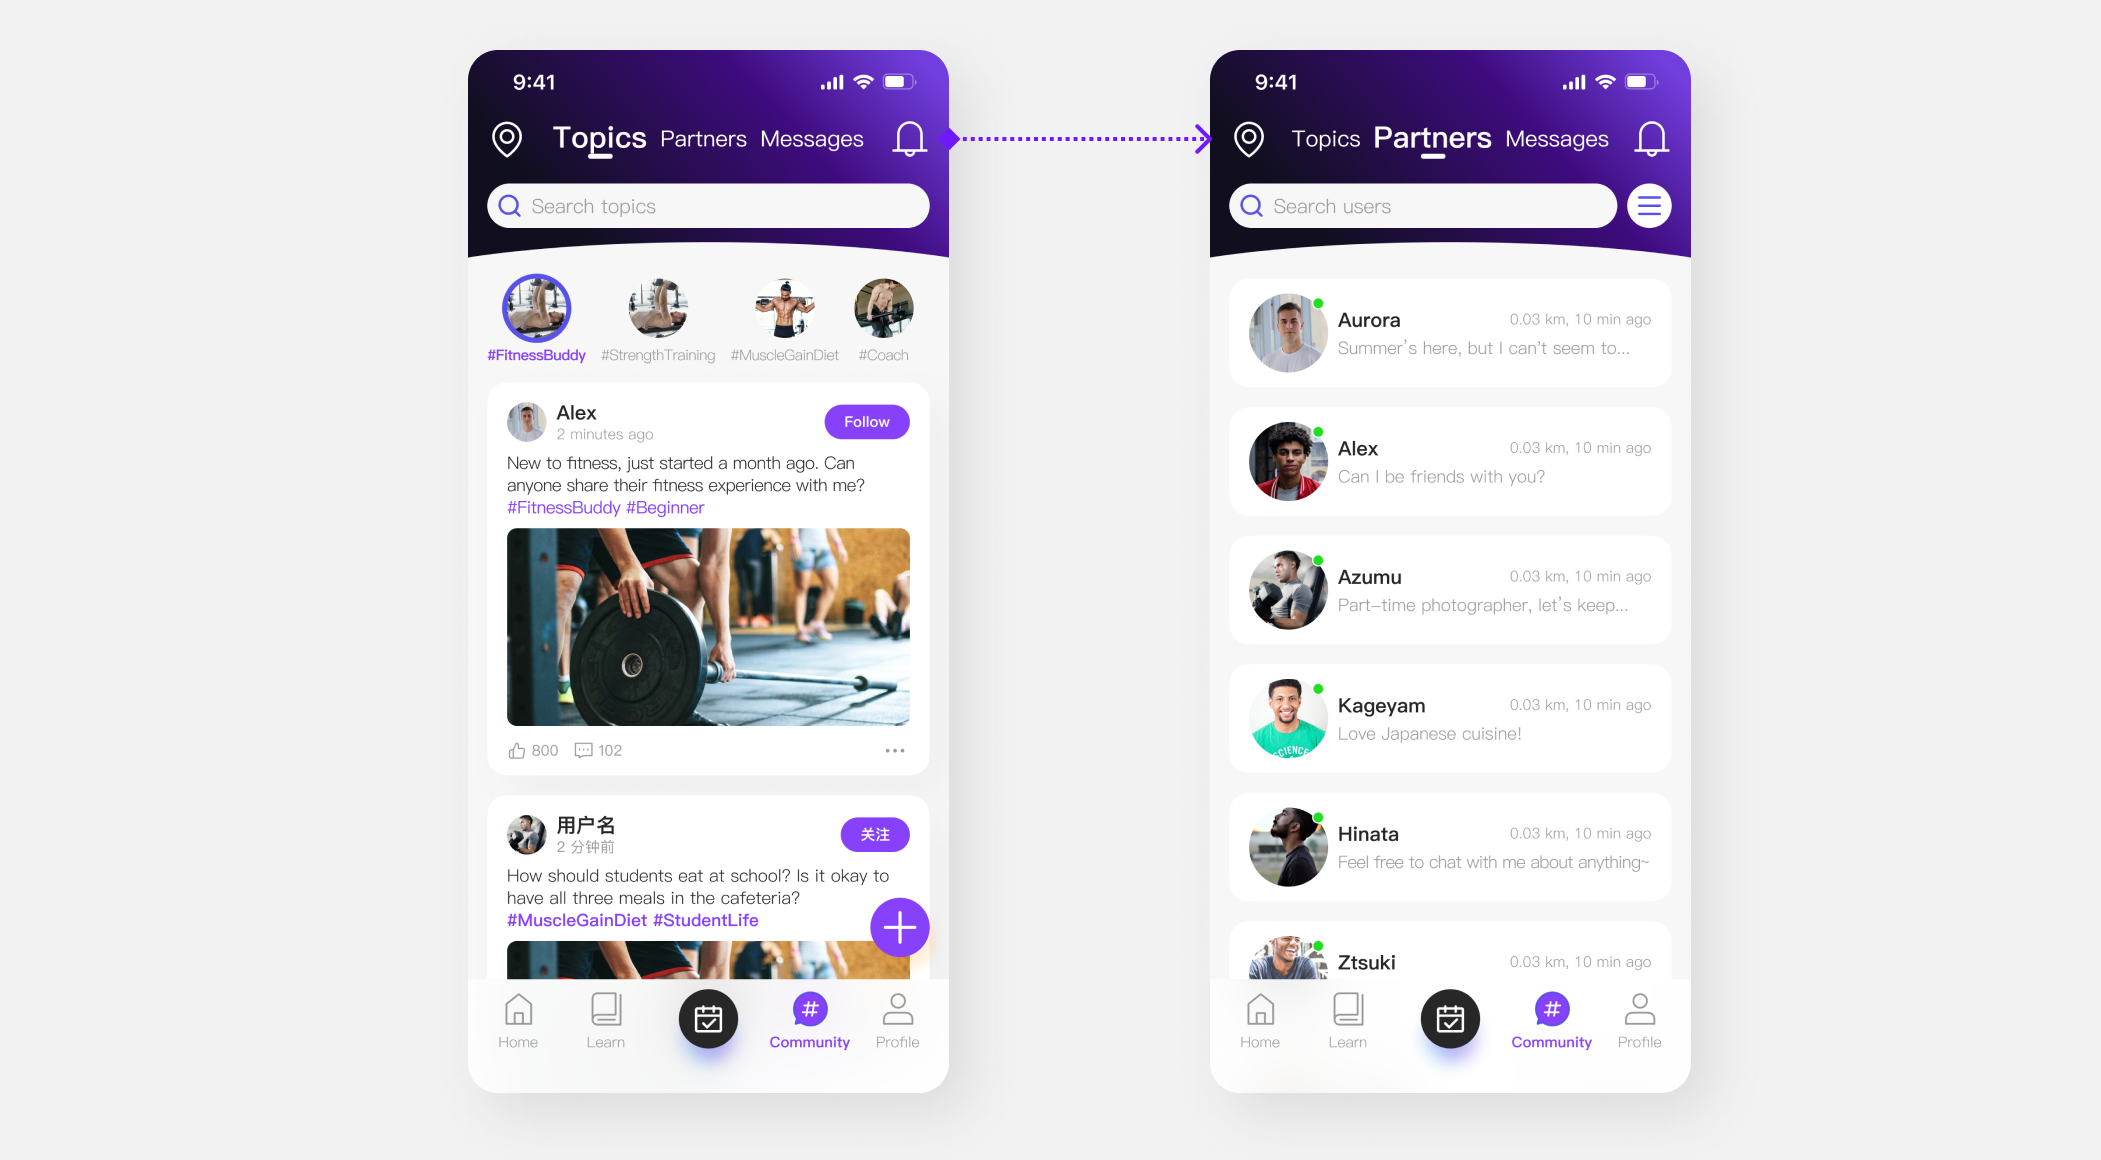 9:41
Topics Partners Messages
Search topics
#FitnessBuddy #StrengthTraining #MuscleGainDiet #Coach
Alex
2 minutes ago
Follow
New to fitness, just started a month ago. Can
anyone share their fitness experience with me?
#FitnessBuddy #Beginner
800 102
用户名
2 分钟前
关注
How should students eat at school? Is it okay to
have all three meals in the cafeteria?
#MuscleGainDiet #StudentLife
Home Learn Community Profile
9:41
Topics Partners Messages
Search users
Aurora 0.03 km, 10 min ago
Summer's here, but I can't seem to...
Alex 0.03 km, 10 min ago
Can I be friends with you?
Azumu 0.03 km, 10 min ago
Part-time photographer, let's keep...
Kageyam 0.03 km, 10 min ago
Love Japanese cuisine!
SCIENCE
Hinata 0.03 km, 10 min ago
Feel free to chat with me about anything~
Ztsuki 0.03 km, 10 min ago
Home Learn Community Profile